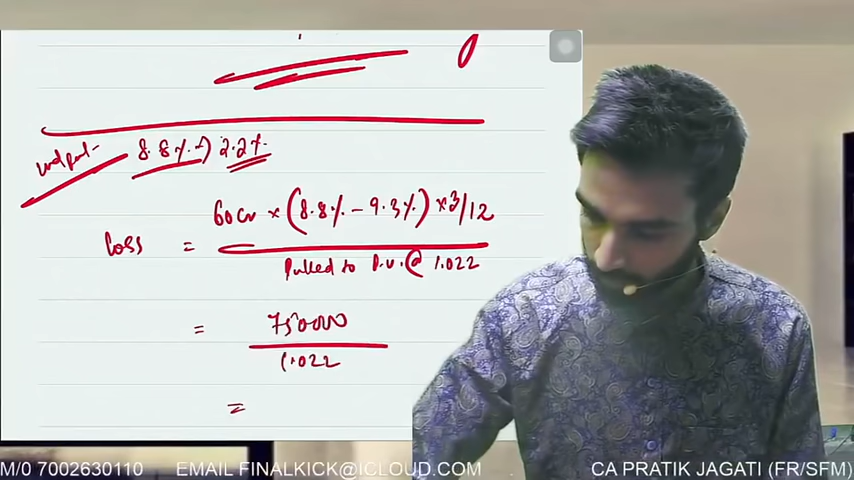 8.8% → 2.2%
60cr × (8.8% - 9.3%) × 3/12
loss =
Pulled to P.V. @ 1.022
= 750000
1.022
=
M/0 7002630110 EMAIL FINALKICK@ICLOUD.COM CA PRATIK JAGATI (FR/SFM)